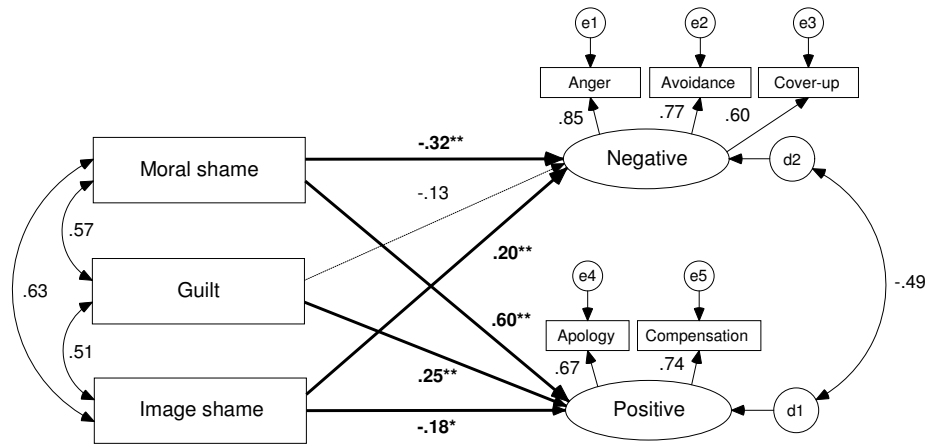 e1
e2
e3
Anger
Avoidance
Cover-up
.85
.77
.60
-.32**
Negative
d2
Moral shame
-.13
.57
.20**
.63
Guilt
e4
e5
-.49
.60**
Apology
Compensation
.51
.67
.74
.25**
Image shame
Positive
d1
-.18*